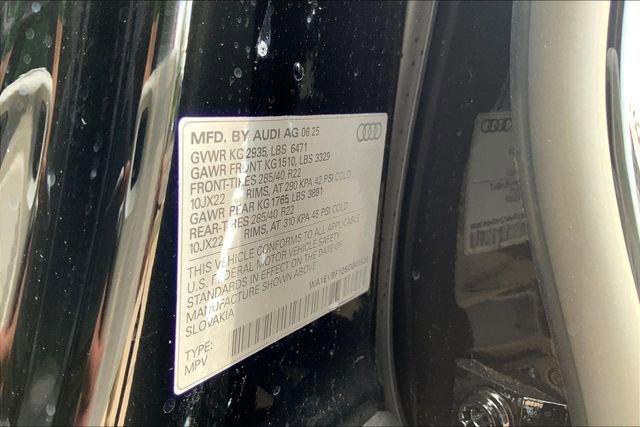 MFD. BY AUDI AG 06 25
GVWR KG 2935, LBS 6471
GAWR FRONT KG 1510, LBS 3329
FRONT-TIRES 285/40 R22
10JX22 RIMS, AT 290 KPA 42 PSI COLD
GAWR REAR KG 1765, LBS 3891
REAR-TIRES 285/40 R22
10JX22 RIMS, AT 310 KPA 45 PSI COLD
THIS VEHICLE CONFORMS TO ALL APPLICABLE
U.S. FEDERAL MOTOR VEHICLE SAFETY
STANDARDS IN EFFECT ON THE DATE OF
MANUFACTURE SHOWN ABOVE.
SLOVAKIA
TYPE:
MPV